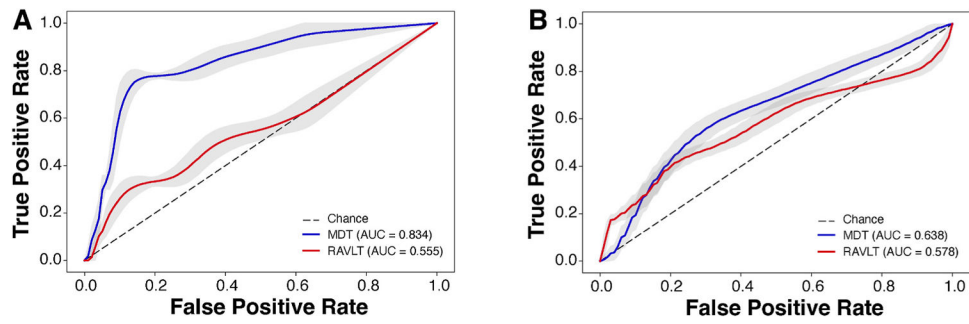 A
True Positive Rate
1.0
0.8
0.6
0.4
0.2
0.0
Chance
MDT (AUC = 0.834)
RAVLT (AUC = 0.555)
0.0 0.2 0.4 0.6 0.8 1.0
False Positive Rate
B
True Positive Rate
1.0
0.8
0.6
0.4
0.2
0.0
Chance
MDT (AUC = 0.638)
RAVLT (AUC = 0.578)
0.0 0.2 0.4 0.6 0.8 1.0
False Positive Rate